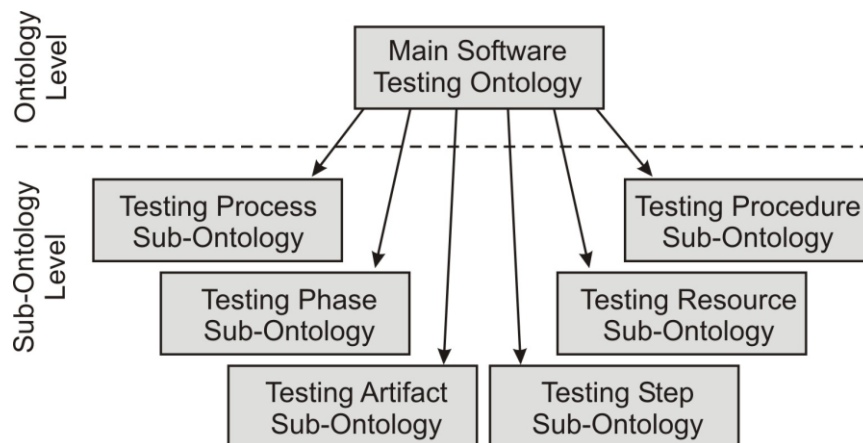 Ontology
Level
Main Software
Testing Ontology
Sub-Ontology
Level
Testing Process
Sub-Ontology
Testing Procedure
Sub-Ontology
Testing Phase
Sub-Ontology
Testing Resource
Sub-Ontology
Testing Artifact
Sub-Ontology
Testing Step
Sub-Ontology